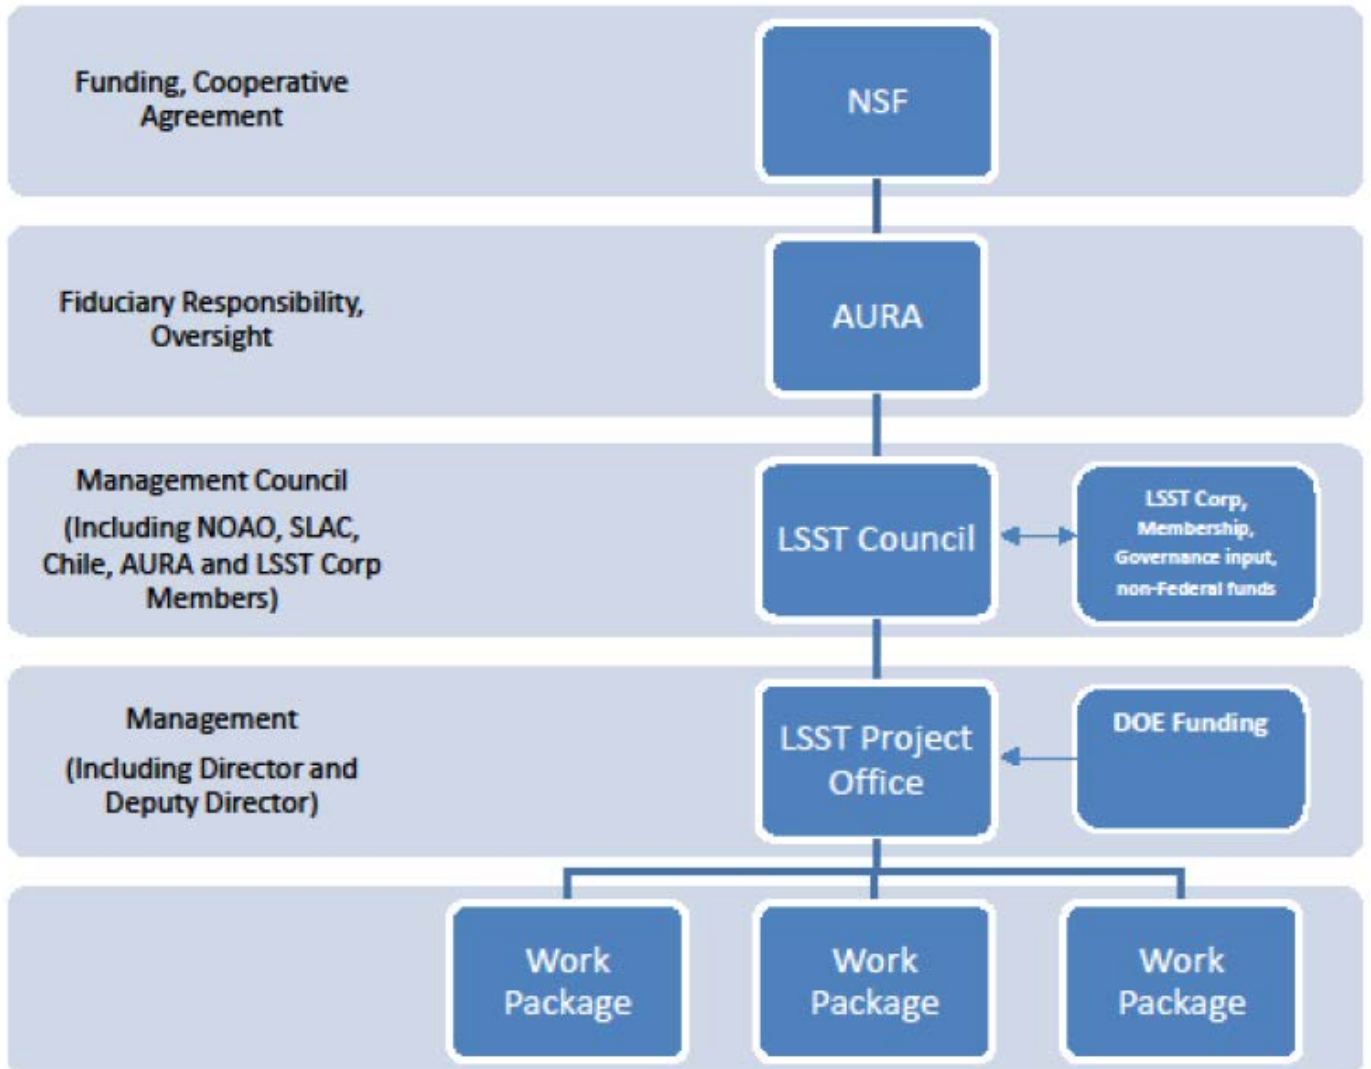 Funding, Cooperative
Agreement
NSF
Fiduciary Responsibility,
Oversight
AURA
Management Council
(Including NOAO, SLAC,
Chile, AURA and LSST Corp
Members)
LSST Council
LSST Corp,
Membership,
Governance input,
non-Federal funds
Management
(Including Director and
Deputy Director)
LSST Project
Office
DOE Funding
Work
Package
Work
Package
Work
Package